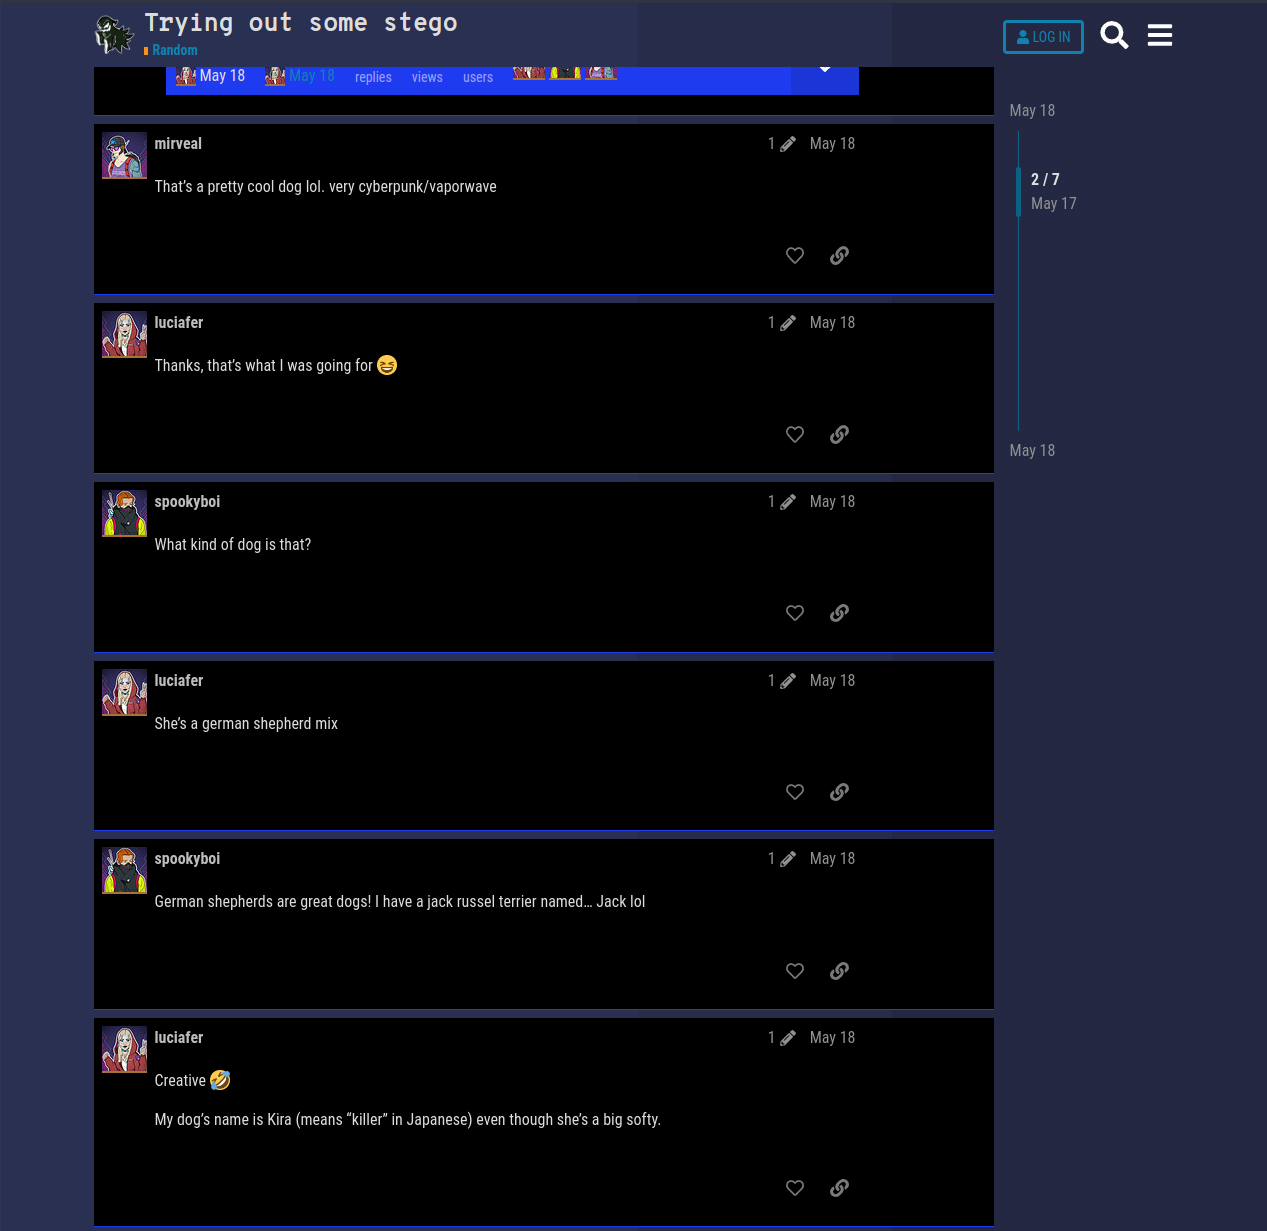 Trying out some stego
Random
LOG IN
May 18
May 18
replies
views
users
May 18
2 / 7
May 17
May 18
mirveal
1
May 18
That’s a pretty cool dog lol. very cyberpunk/vaporwave
luciafer
1
May 18
Thanks, that’s what I was going for
spookyboi
1
May 18
What kind of dog is that?
luciafer
1
May 18
She’s a german shepherd mix
spookyboi
1
May 18
German shepherds are great dogs! I have a jack russel terrier named… Jack lol
luciafer
1
May 18
Creative
My dog’s name is Kira (means “killer” in Japanese) even though she’s a big softy.